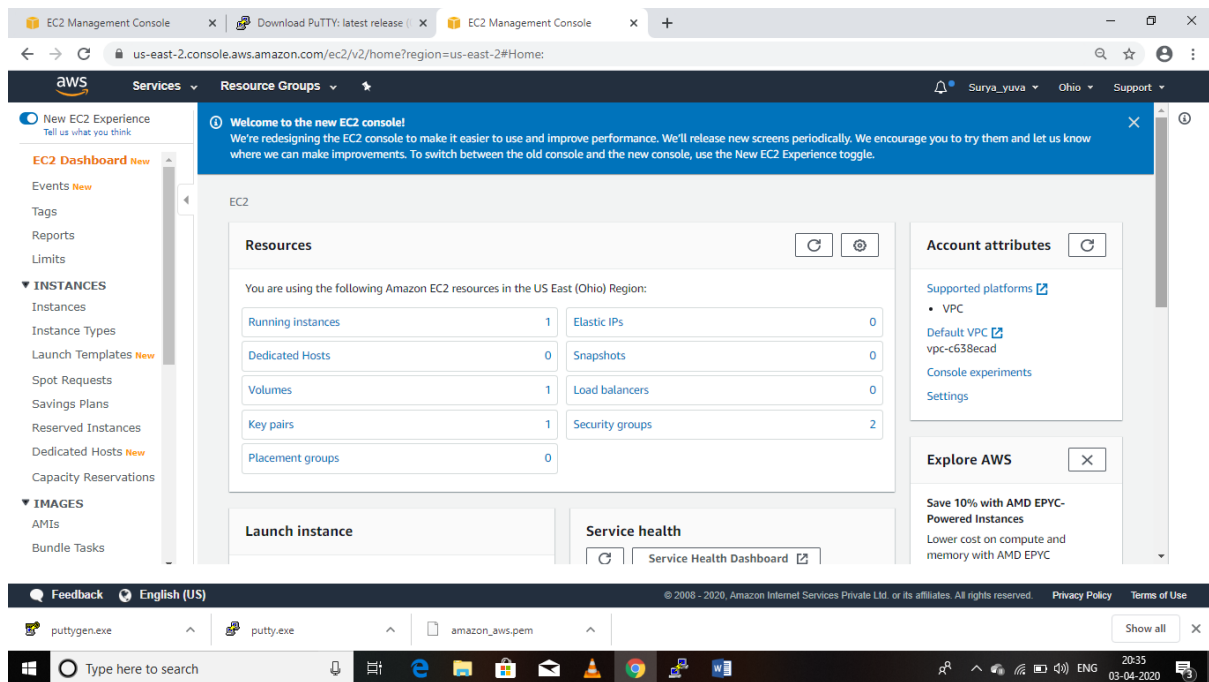 EC2 Management Console
Download PuTTY: latest release (
EC2 Management Console
us-east-2.console.aws.amazon.com/ec2/v2/home?region=us-east-2#Home:
aws
Services
Resource Groups
Surya_yuva
Ohio
Support
New EC2 Experience
Tell us what you think
EC2 Dashboard New
Events New
Tags
Reports
Limits
INSTANCES
Instances
Instance Types
Launch Templates New
Spot Requests
Savings Plans
Reserved Instances
Dedicated Hosts New
Capacity Reservations
IMAGES
AMIs
Bundle Tasks
Welcome to the new EC2 console!
We're redesigning the EC2 console to make it easier to use and improve performance. We'll release new screens periodically. We encourage you to try them and let us know
where we can make improvements. To switch between the old console and the new console, use the New EC2 Experience toggle.
EC2
Resources
You are using the following Amazon EC2 resources in the US East (Ohio) Region:
Running instances 1
Elastic IPs 0
Dedicated Hosts 0
Snapshots 0
Volumes 1
Load balancers 0
Key pairs 1
Security groups 2
Placement groups 0
Launch instance
Service health
Service Health Dashboard
Account attributes
Supported platforms
• VPC
Default VPC
vpc-c638ecad
Console experiments
Settings
Explore AWS
Save 10% with AMD EPYC-
Powered Instances
Lower cost on compute and
memory with AMD EPYC
Feedback
English (US)
© 2008 - 2020, Amazon Internet Services Private Ltd. or its affiliates. All rights reserved.
Privacy Policy
Terms of Use
puttygen.exe
putty.exe
amazon_aws.pem
Show all
Type here to search
ENG
20:35
03-04-2020
3